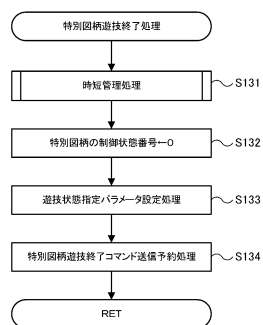 特別図柄遊技終了処理
時短管理処理
S131
特別図柄の制御状態番号←0
S132
遊技状態指定パラメータ設定処理
S133
特別図柄遊技終了コマンド送信予約処理
S134
RET